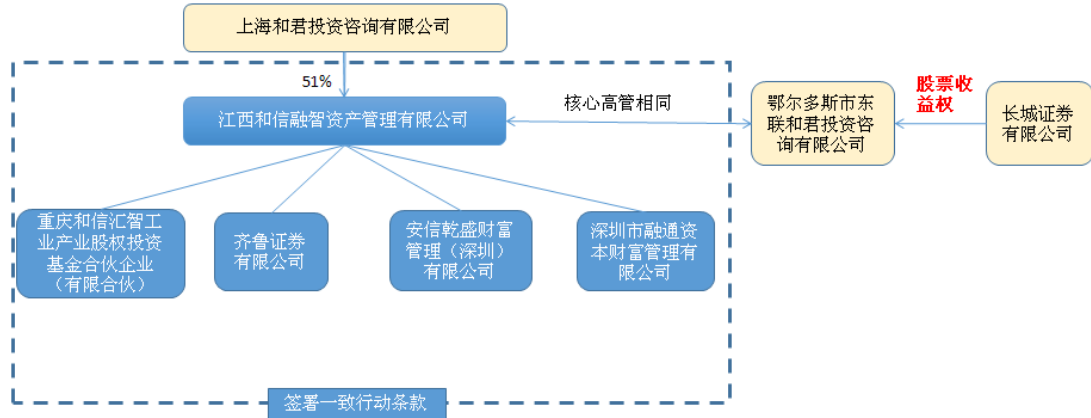 上海和君投资咨询有限公司
51%
江西和信融智资产管理有限公司
核心高管相同
鄂尔多斯市东
联和君投资咨
询有限公司
股票收
益权
长城证券
有限公司
重庆和信汇智工
业产业股权投资
基金合伙企业
（有限合伙）
齐鲁证券
有限公司
安信乾盛财富
管理（深圳）
有限公司
深圳市融通资
本财富管理有
限公司
签署一致行动条款